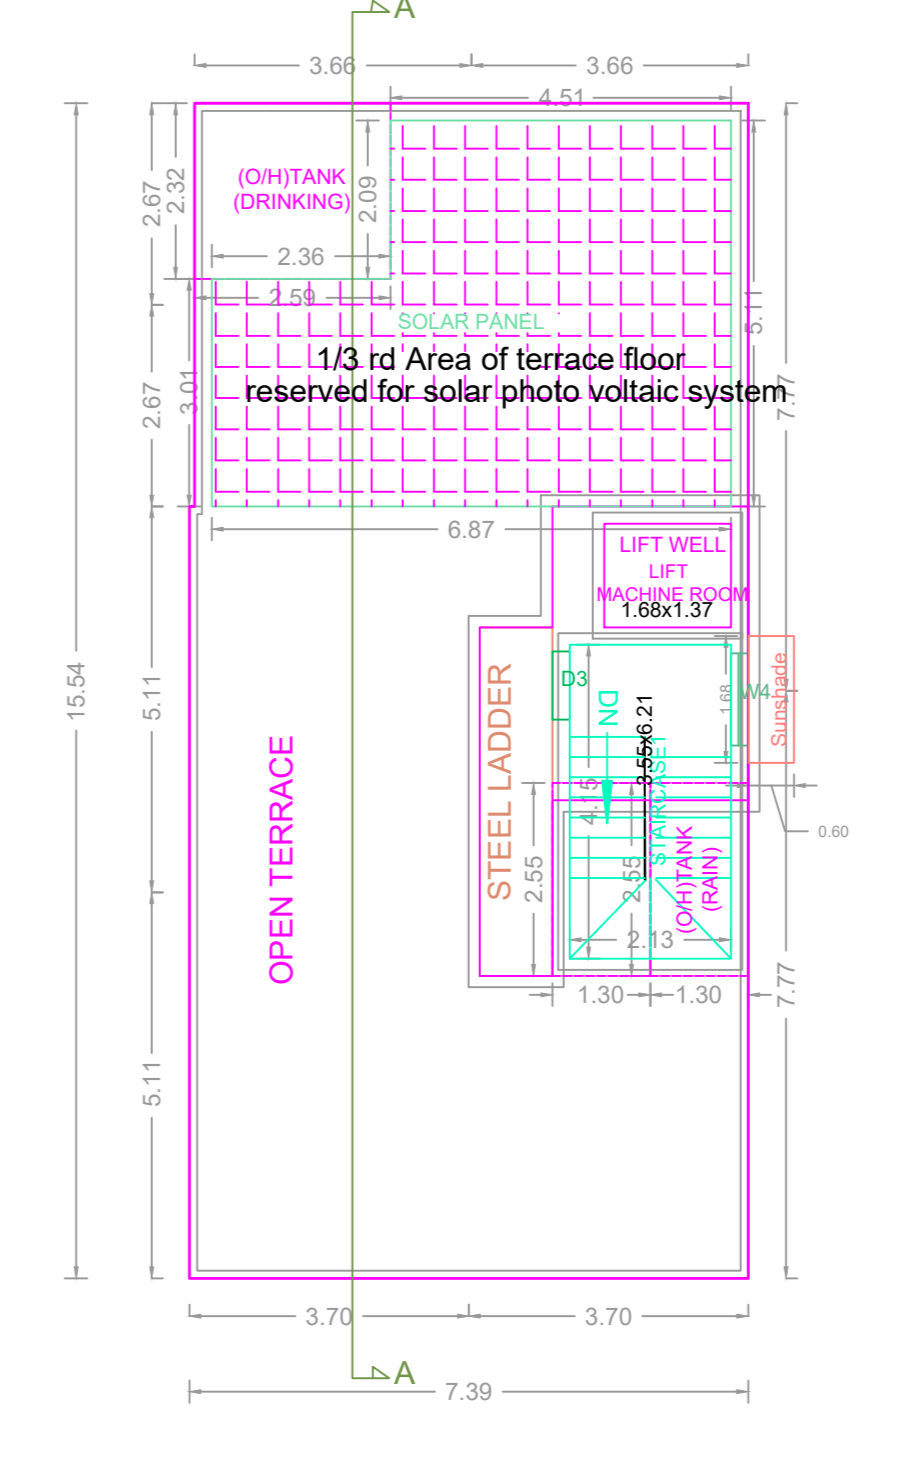 A
3.66
3.66
4.51
(O/H)TANK
(DRINKING)
2.67
2.32
2.09
2.36
2.59
SOLAR PANEL
5.11
1/3 rd Area of terrace floor
reserved for solar photo voltaic system
7.77
2.67
3.01
6.87
LIFT WELL
LIFT
MACHINE ROOM
1.68x1.37
15.54
5.11
D3
DN
1.68
W4
Sunshade
3.55x6.21
STAIRCASE1
STEEL LADDER
4.15
OPEN TERRACE
2.55
2.55
(O/H)TANK
(RAIN)
0.60
2.13
1.30
1.30
7.77
5.11
3.70
3.70
A
7.39